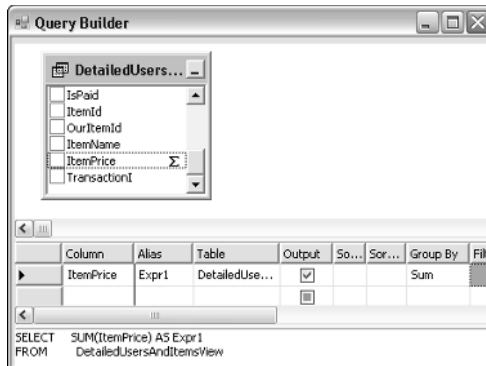 Query Builder
DetailedUsers...
IsPaid
ItemId
OurItemId
ItemName
ItemPrice Σ
TransactionI
Column Alias Table Output So... Sor... Group By Fil
ItemPrice Expr1 DetailedUse... Sum
SELECT SUM(ItemPrice) AS Expr1
FROM DetailedUsersAndItemsView